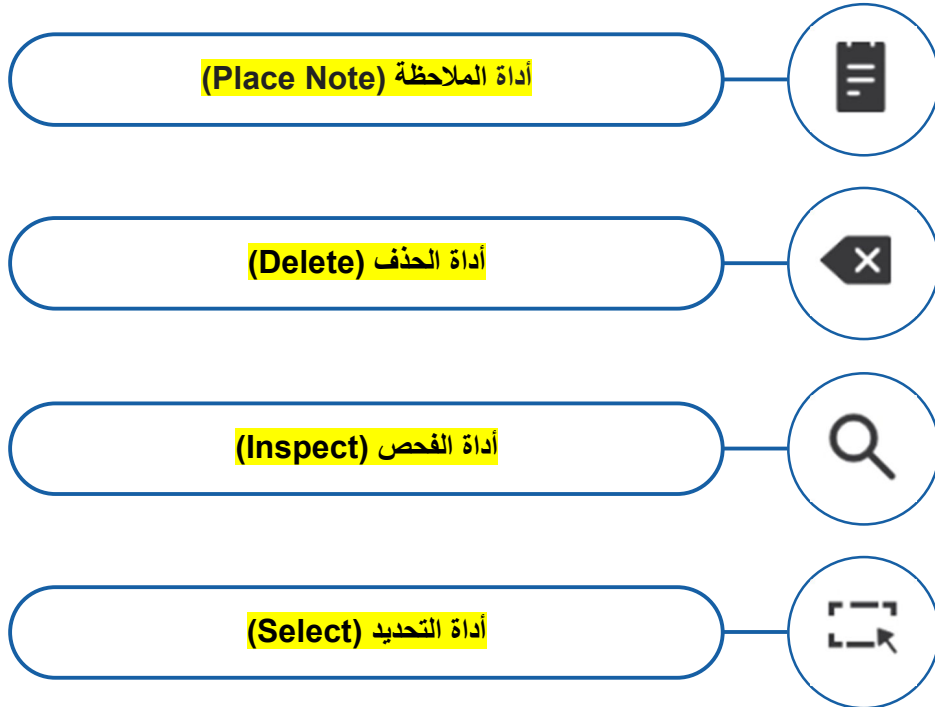 أداة الملاحظة (Place Note)
أداة الحذف (Delete)
أداة الفحص (Inspect)
أداة التحديد (Select)